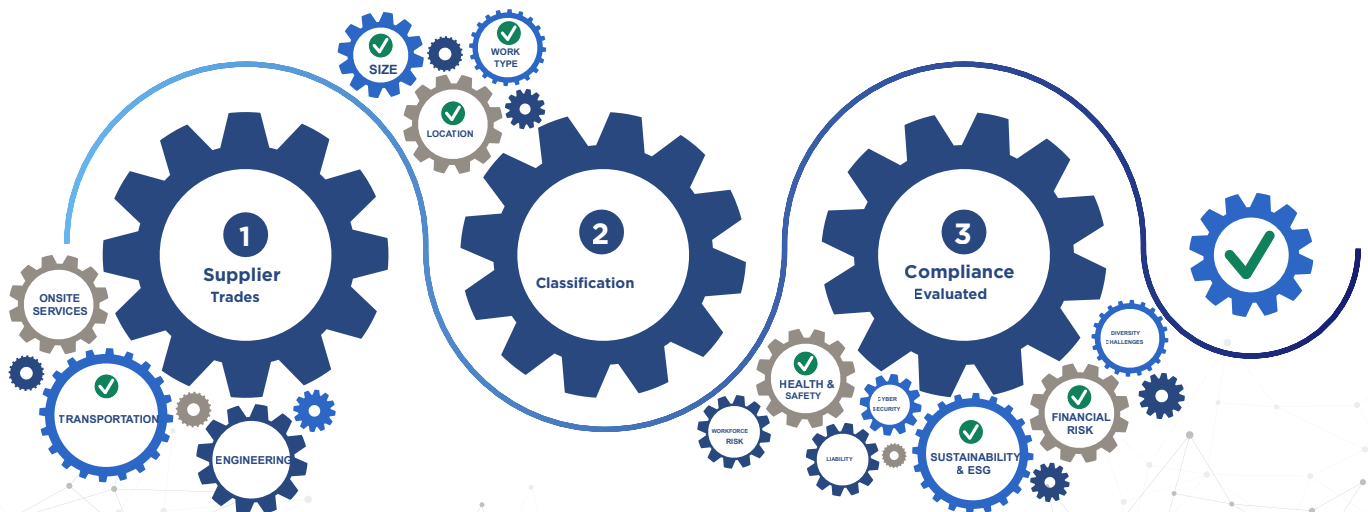 SIZE
WORK
TYPE
LOCATION
1
Supplier
Trades
ONSITE
SERVICES
TRANSPORTATION
ENGINEERING
2
Classification
3
Compliance
Evaluated
HEALTH &
SAFETY
WORKFORCE
RISK
CYBER
SECURITY
LIABILITY
SUSTAINABILITY
& ESG
FINANCIAL
RISK
DIVERSITY
CHALLENGES